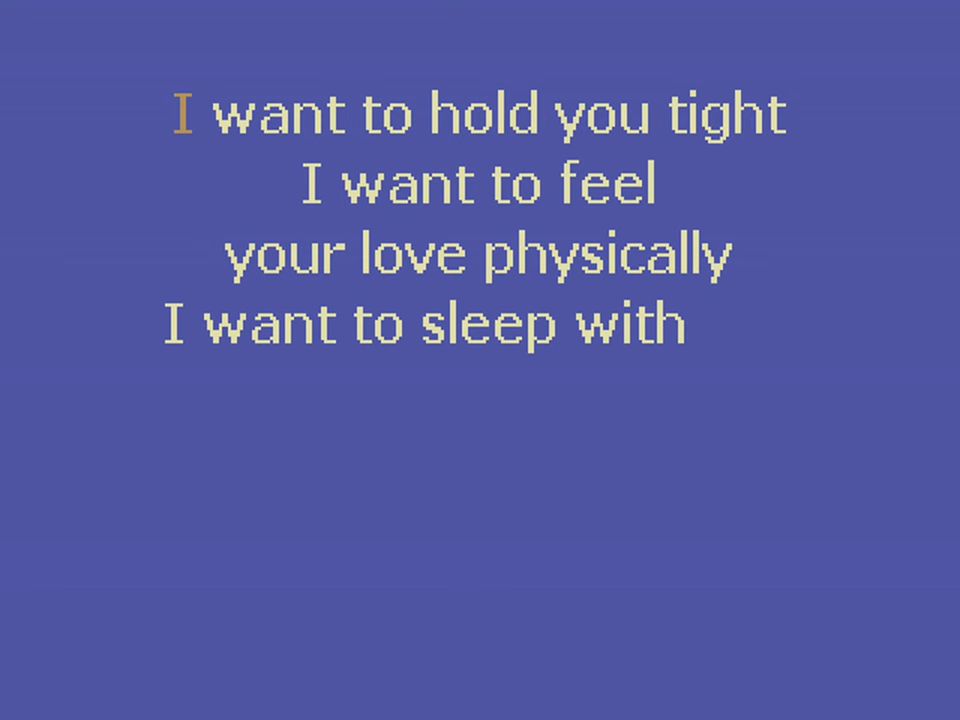 I want to hold you tight
I want to feel
your love physically
I want to sleep with